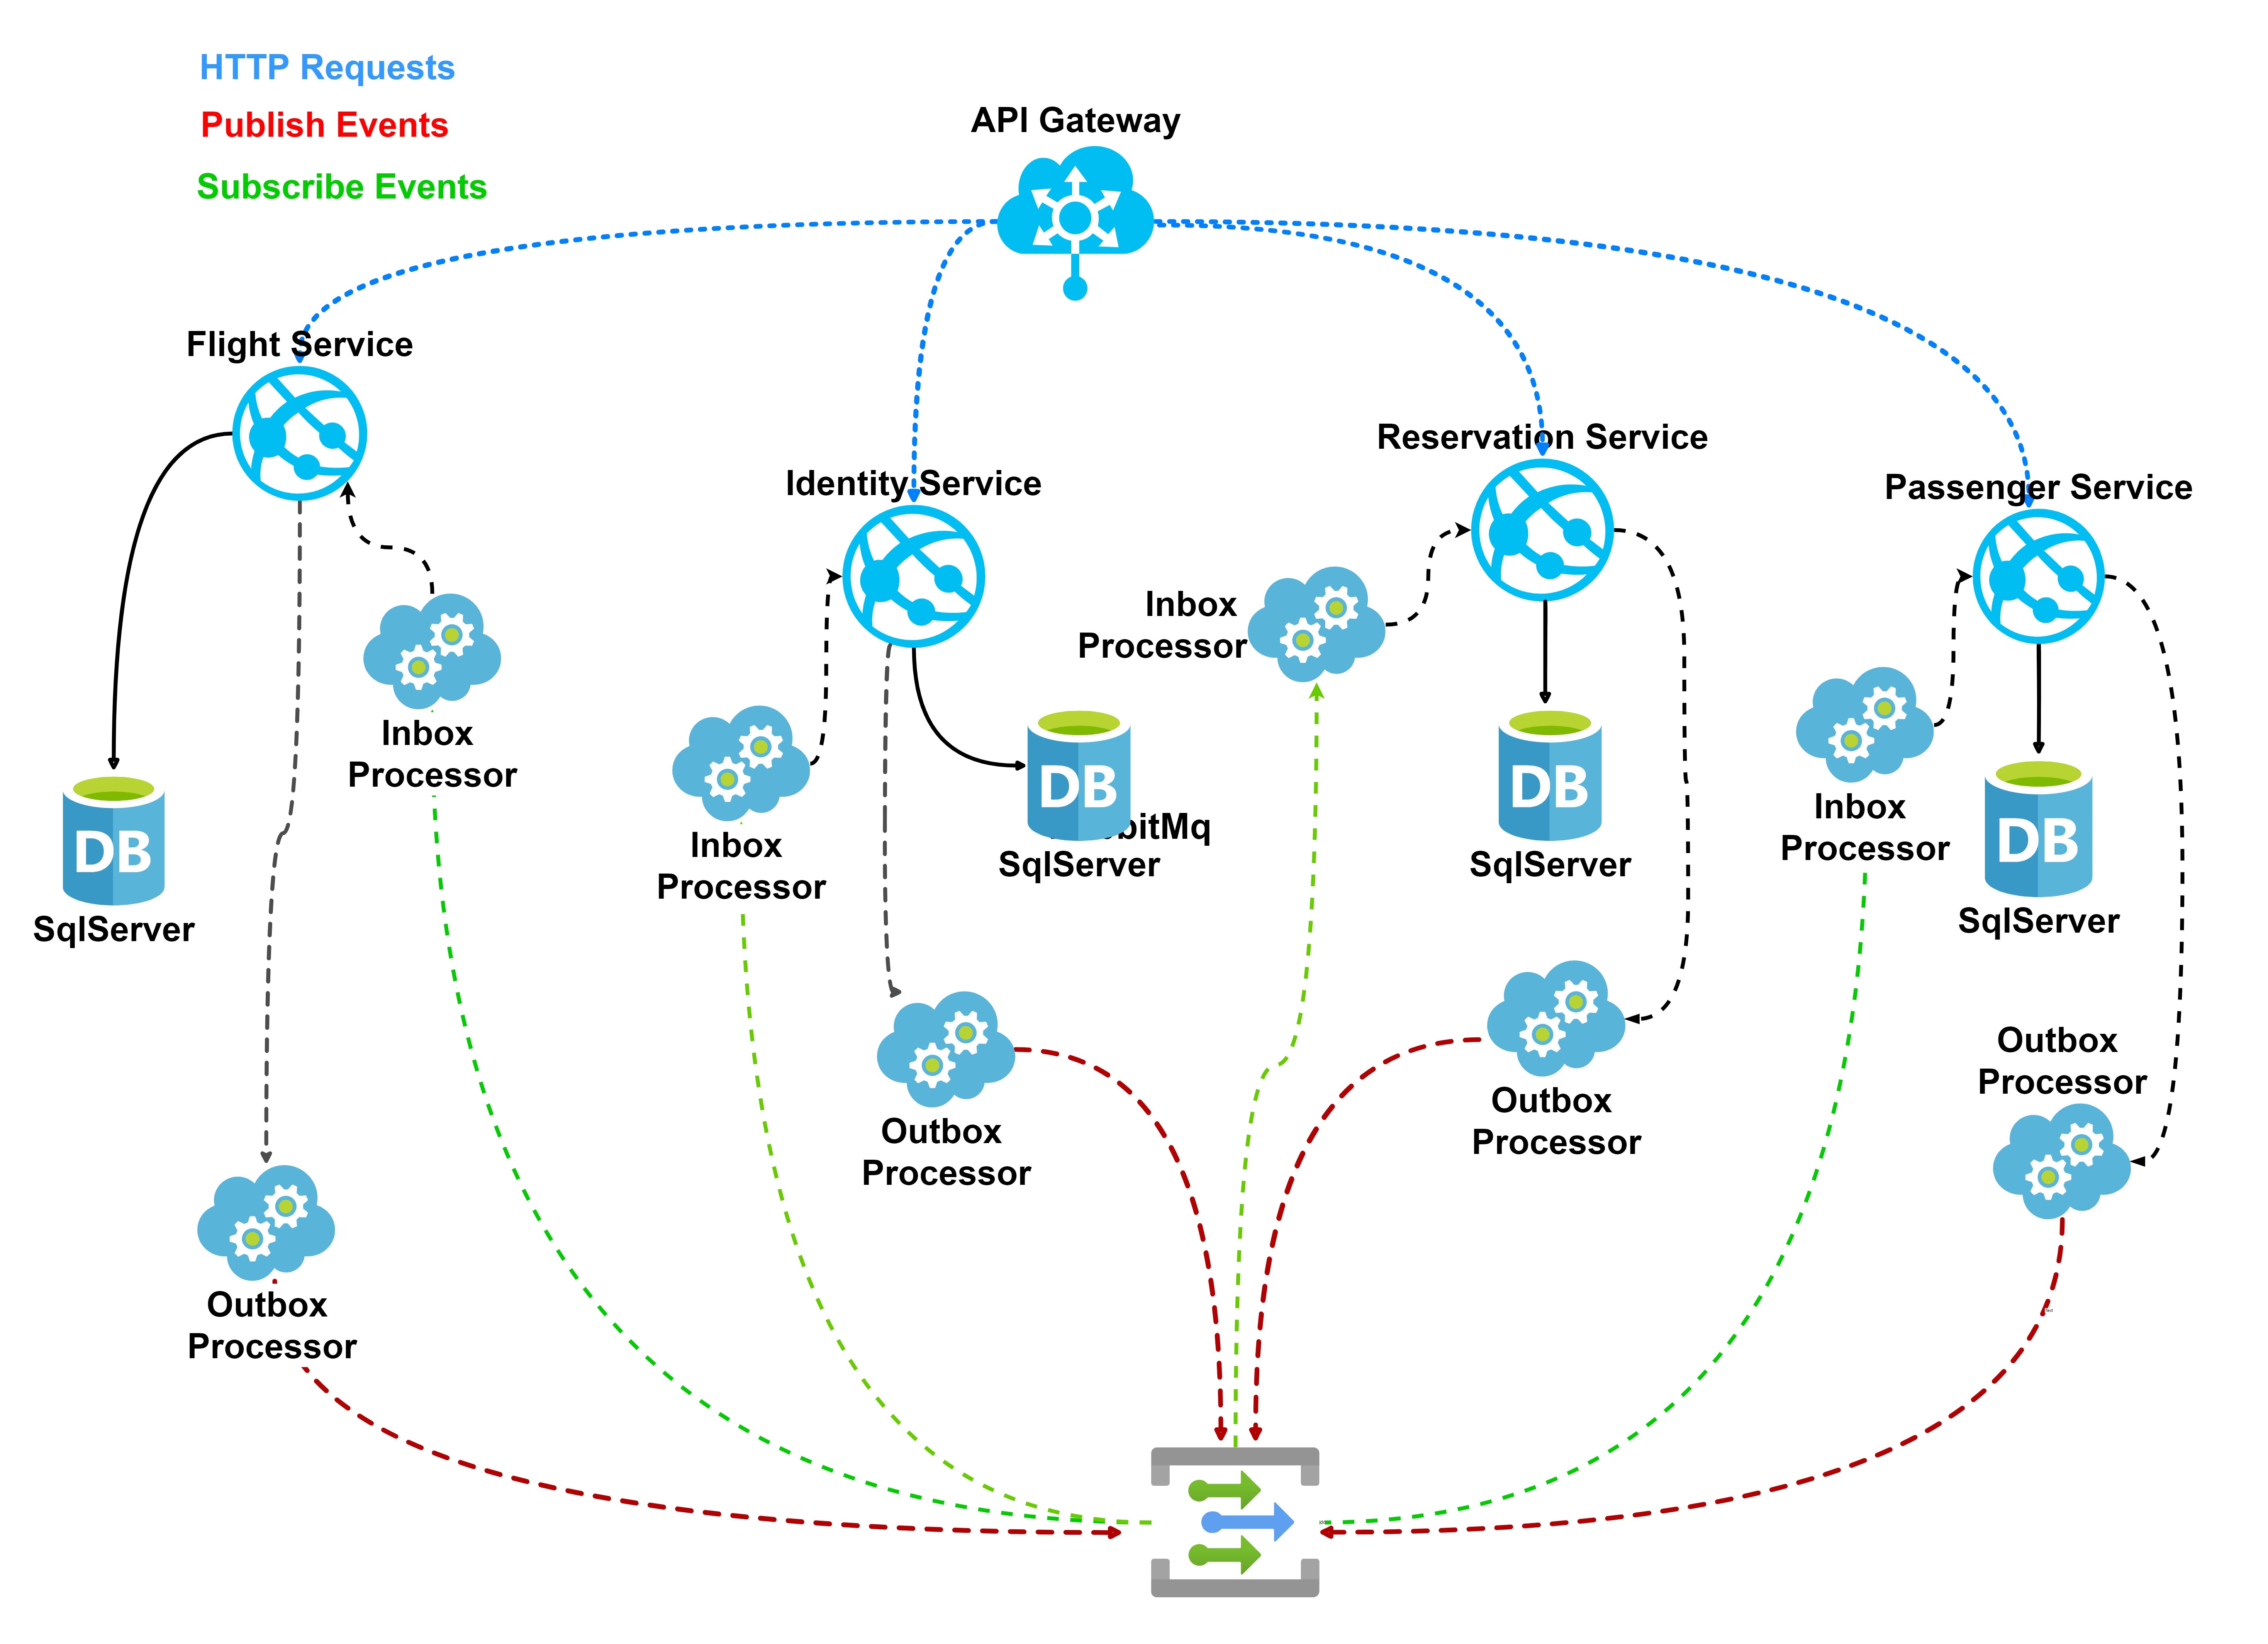 HTTP Requests
Publish Events
Subscribe Events
API Gateway
Flight Service
Identity Service
Reservation Service
Passenger Service
Inbox
Processor
Inbox
Processor
Inbox
Processor
Inbox
Processor
DB
SqlServer
DB
SqlServer
DB
SqlServer
DB
SqlServer
Outbox
Processor
Outbox
Processor
Outbox
Processor
Outbox
Processor